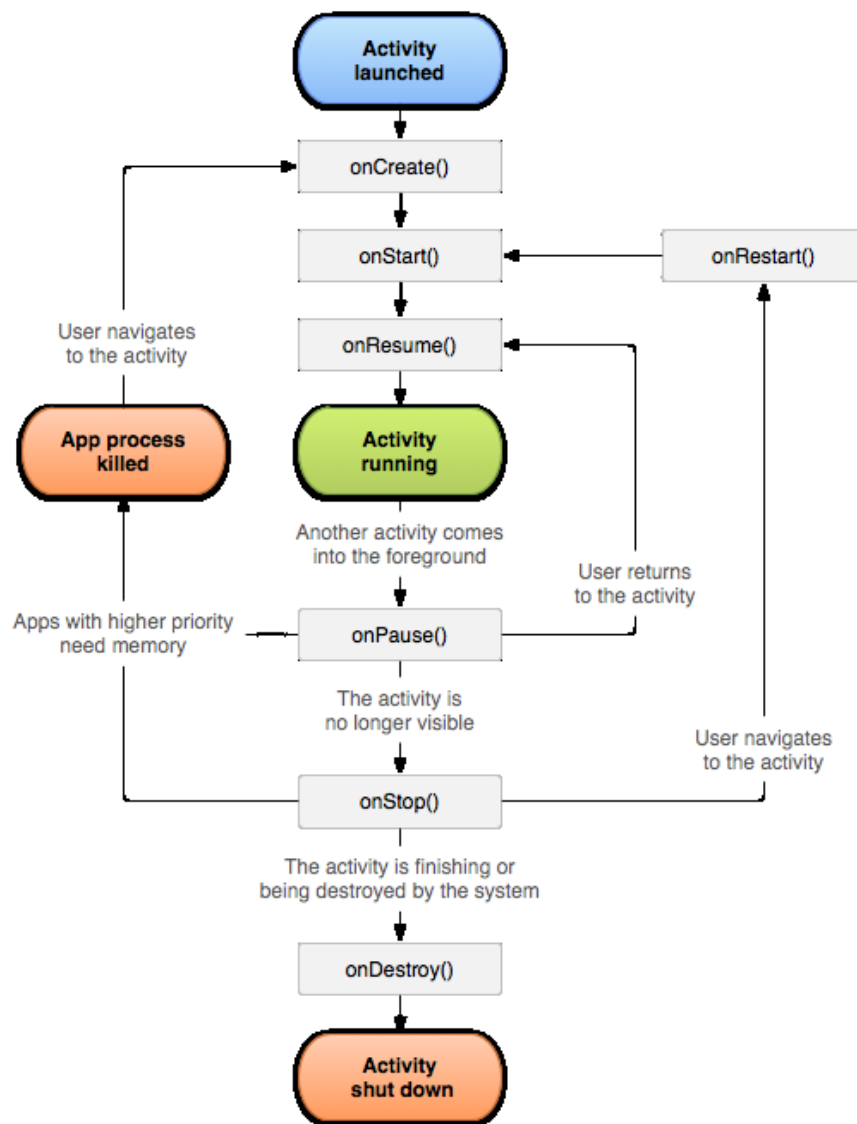 Activity
launched
onCreate()
onStart()
onRestart()
onResume()
User navigates
to the activity
App process
killed
Activity
running
Another activity comes
into the foreground
User returns
to the activity
Apps with higher priority
need memory
onPause()
The activity is
no longer visible
User navigates
to the activity
onStop()
The activity is finishing or
being destroyed by the system
onDestroy()
Activity
shut down